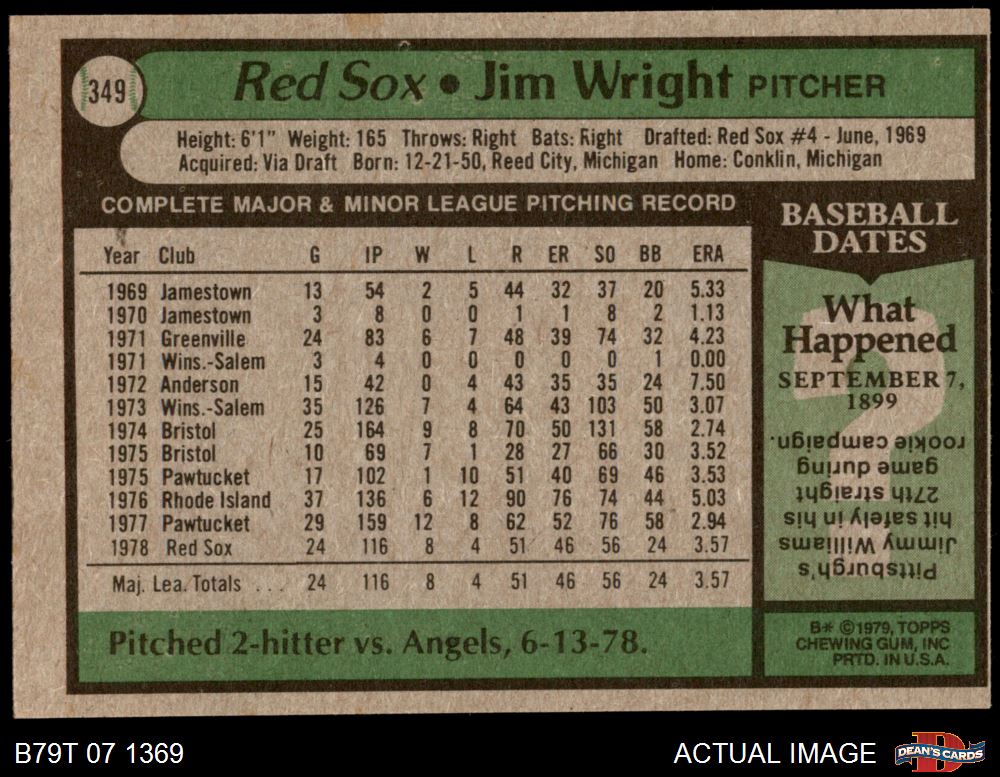 349
Red Sox • Jim Wright PITCHER
Height: 6'1" Weight: 165 Throws: Right Bats: Right Drafted: Red Sox #4 - June, 1969
Acquired: Via Draft Born: 12-21-50, Reed City, Michigan Home: Conklin, Michigan
COMPLETE MAJOR & MINOR LEAGUE PITCHING RECORD
Year Club G IP W L R ER SO BB ERA
1969 Jamestown 13 54 2 5 44 32 37 20 5.33
1970 Jamestown 3 8 0 0 1 1 8 2 1.13
1971 Greenville 24 83 6 7 48 39 74 32 4.23
1971 Wins.-Salem 3 4 0 0 0 0 0 1 0.00
1972 Anderson 15 42 0 4 43 35 35 24 7.50
1973 Wins.-Salem 35 126 7 4 64 43 103 50 3.07
1974 Bristol 25 164 9 8 70 50 131 58 2.74
1975 Bristol 10 69 7 1 28 27 66 30 3.52
1975 Pawtucket 17 102 1 10 51 40 69 46 3.53
1976 Rhode Island 37 136 6 12 90 76 74 44 5.03
1977 Pawtucket 29 159 12 8 62 52 76 58 2.94
1978 Red Sox 24 116 8 4 51 46 56 24 3.57
Maj. Lea. Totals . . . 24 116 8 4 51 46 56 24 3.57
Pitched 2-hitter vs. Angels, 6-13-78.
BASEBALL
DATES
What
Happened
SEPTEMBER 7,
1899
?
Pittsburgh's
Jimmy Williams
hit safely in his
27th straight
game during
rookie campaign.
B* ©1979, TOPPS
CHEWING GUM, INC
PRTD. IN U.S.A.
B79T 07 1369
ACTUAL IMAGE
D
DEAN'S CARDS